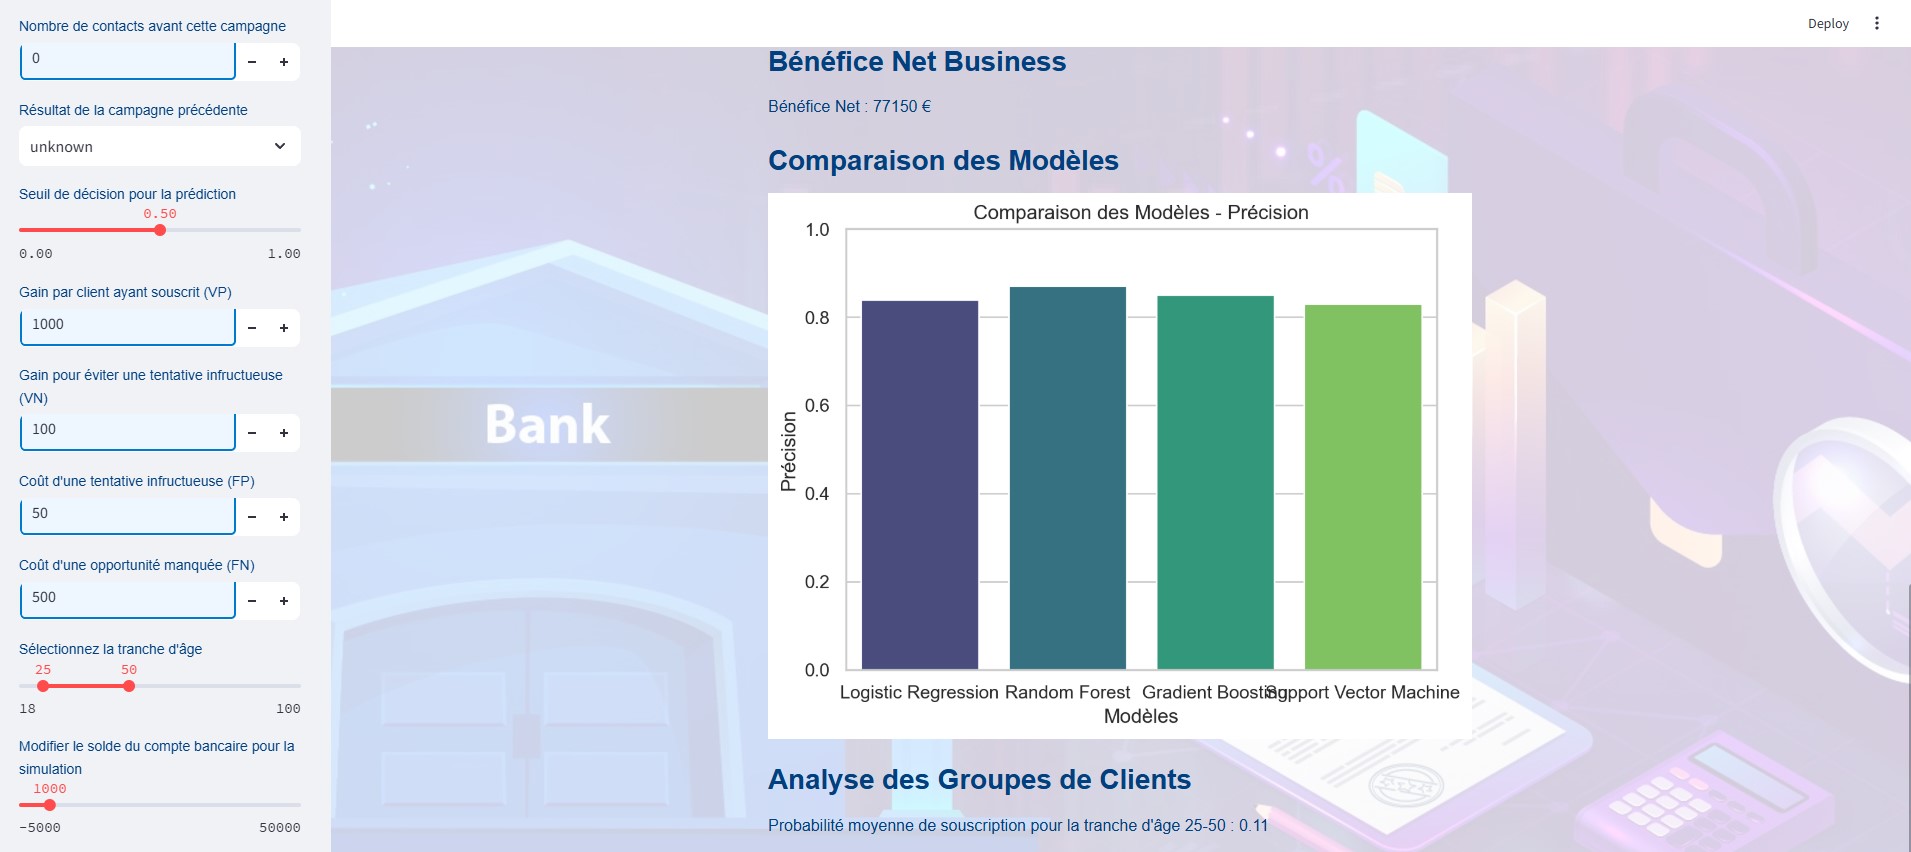 Nombre de contacts avant cette campagne
0
Résultat de la campagne précédente
unknown
Seuil de décision pour la prédiction
0.50
0.00 1.00
Gain par client ayant souscrit (VP)
1000
Gain pour éviter une tentative infructueuse
(VN)
100
Coût d'une tentative infructueuse (FP)
50
Coût d'une opportunité manquée (FN)
500
Sélectionnez la tranche d'âge
25 50
18 100
Modifier le solde du compte bancaire pour la
simulation
1000
-5000 50000
Deploy
Bénéfice Net Business
Bénéfice Net : 77150 €
Comparaison des Modèles
Comparaison des Modèles - Précision
1.0
0.8
0.6
0.4
0.2
0.0
Précision
Logistic Regression Random Forest Gradient Boosting Support Vector Machine
Modèles
Bank
Analyse des Groupes de Clients
Probabilité moyenne de souscription pour la tranche d'âge 25-50 : 0.11